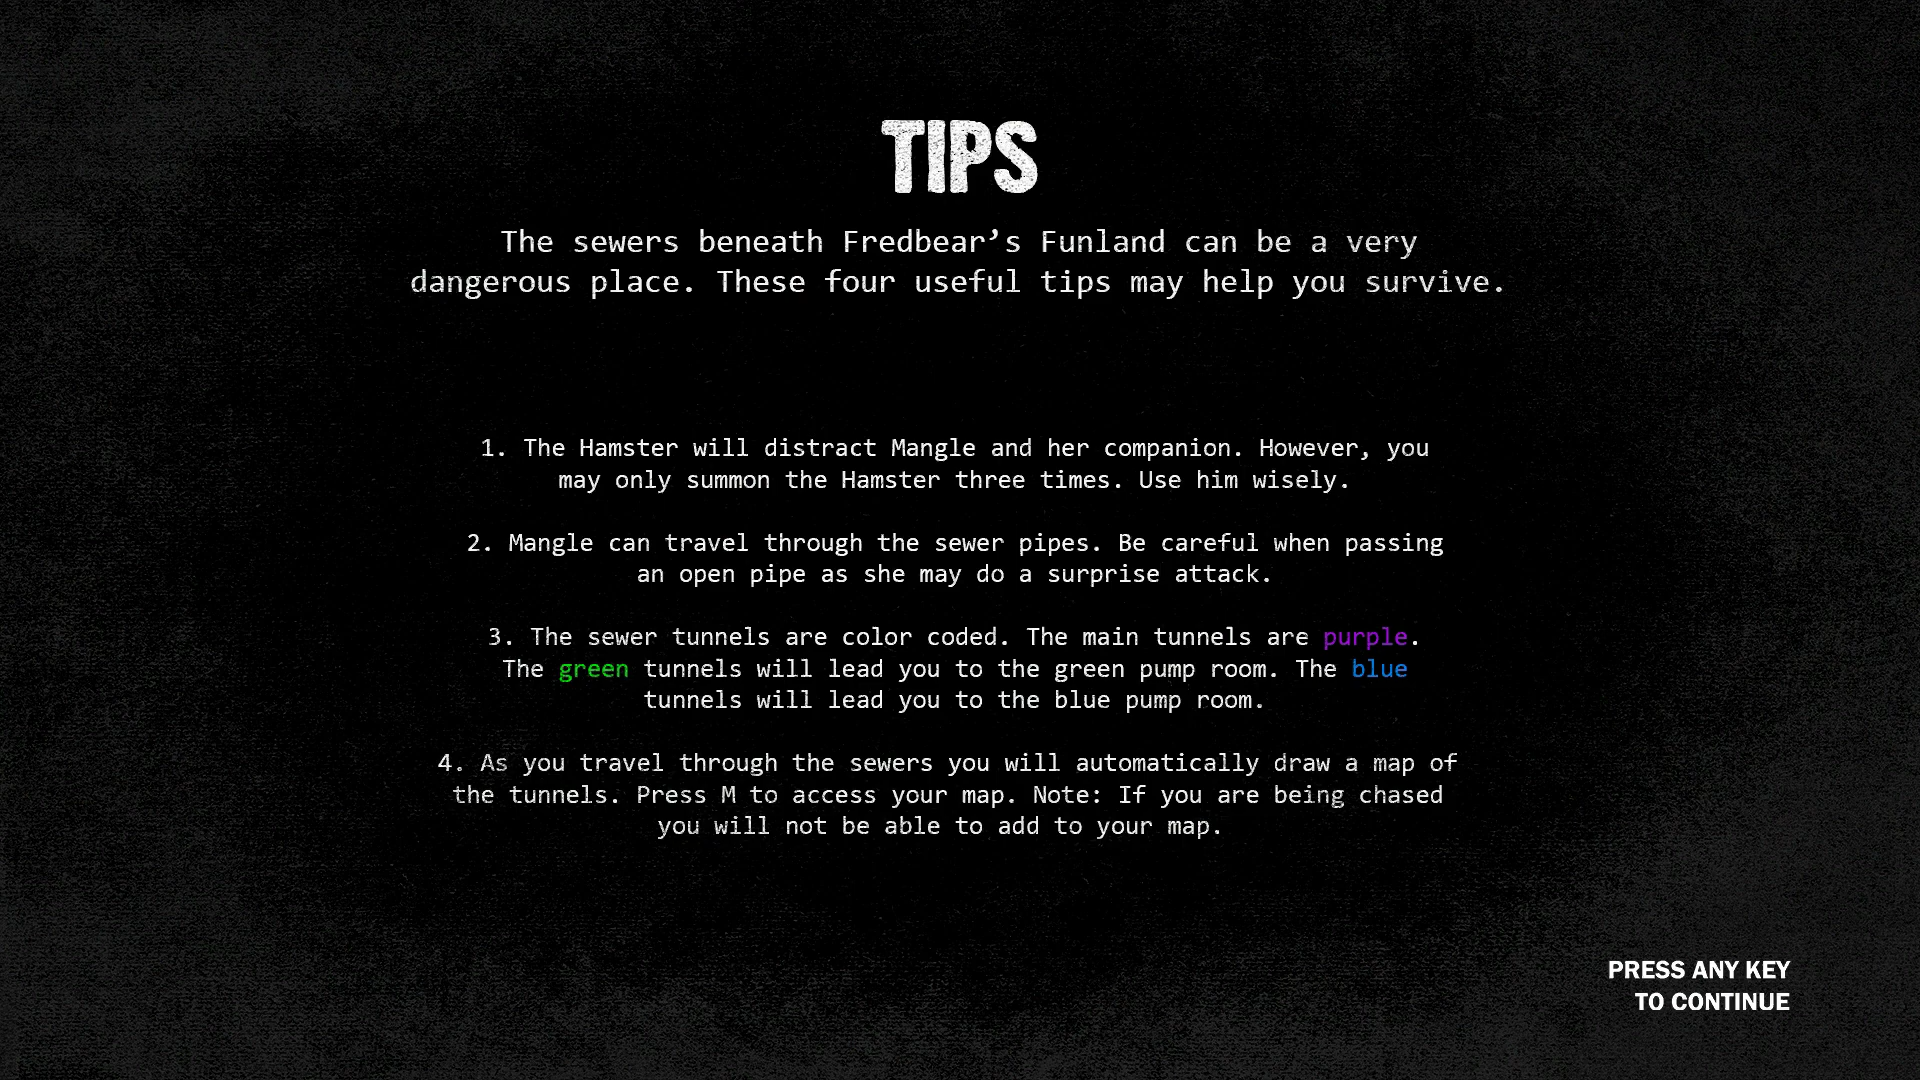 TIPS
The sewers beneath Fredbear’s Funland can be a very
dangerous place. These four useful tips may help you survive.
1. The Hamster will distract Mangle and her companion. However, you
may only summon the Hamster three times. Use him wisely.
2. Mangle can travel through the sewer pipes. Be careful when passing
an open pipe as she may do a surprise attack.
3. The sewer tunnels are color coded. The main tunnels are purple.
The green tunnels will lead you to the green pump room. The blue
tunnels will lead you to the blue pump room.
4. As you travel through the sewers you will automatically draw a map of
the tunnels. Press M to access your map. Note: If you are being chased
you will not be able to add to your map.
PRESS ANY KEY
TO CONTINUE